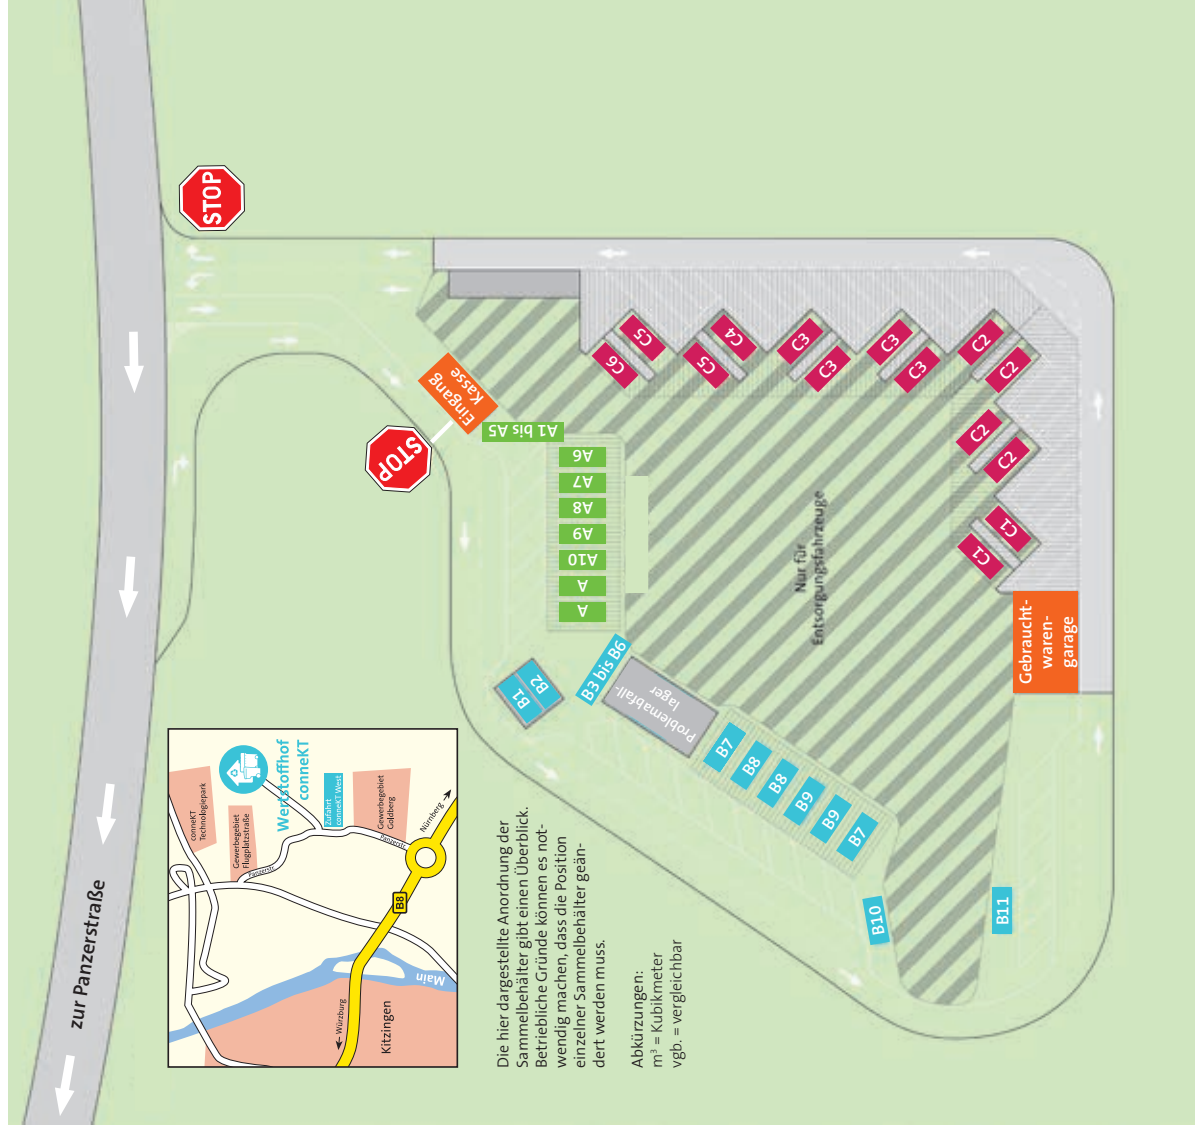 zur Panzerstraße
STOP
STOP
Eingang
Kasse
A1 bis A5
A6
A7
A8
A9
A10
A
A
B1
B2
B3 bis B6
Problemabfall-
lager
B7
B8
B8
B9
B9
B7
B10
B11
C6
C5
C5
C4
C3
C3
C3
C3
C2
C2
C2
C2
C1
C1
Nur für
Entsorgungsfahrzeuge
Gebraucht-
waren-
garage
conneKT
Technologiepark
Gewerbegebiet
Flugplatzstraße
Wertstoffhof
conneKT
Zufahrt
conneKT West
Gewerbegebiet
Goldberg
Panzerstr.
Panzerstr.
Nürnberg
B8
Main
Würzburg
Kitzingen
Die hier dargestellte Anordnung der
Sammelbehälter gibt einen Überblick.
Betriebliche Gründe können es not-
wendig machen, dass die Position
einzelner Sammelbehälter geän-
dert werden muss.
Abkürzungen:
m³ = Kubikmeter
vgb. = vergleichbar